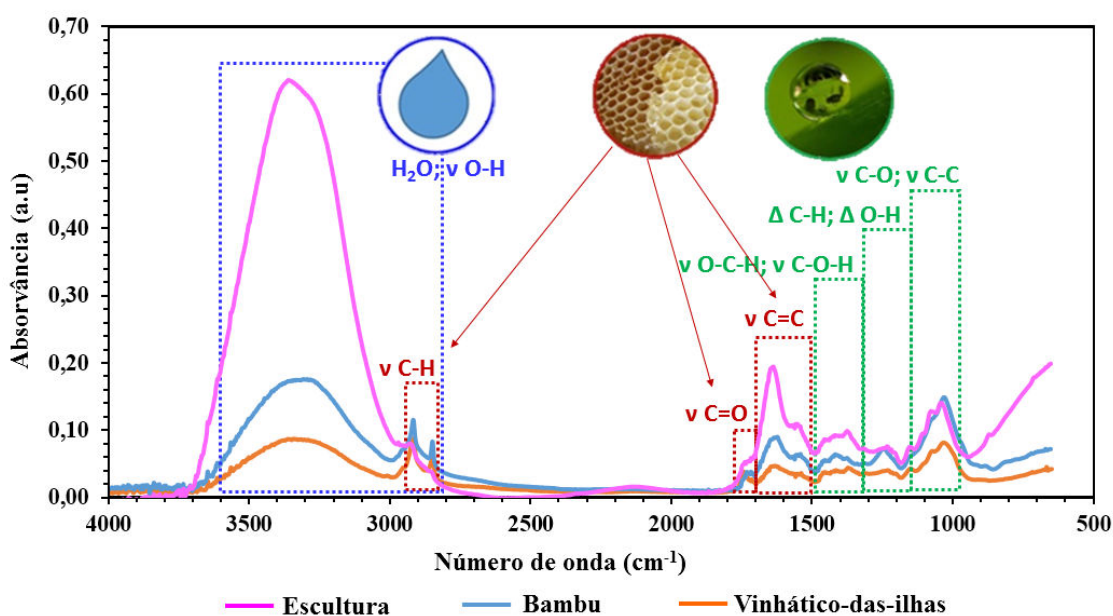 0,70
0,60
0,50
0,40
0,30
0,20
0,10
0,00
Absorvância (a.u)
H₂O; ν O-H
ν C-O; ν C-C
Δ C-H; Δ O-H
ν O-C-H; ν C-O-H
ν C=C
ν C-H
ν C=O
4000 3500 3000 2500 2000 1500 1000 500
Número de onda (cm⁻¹)
Escultura Bambu Vinhático-das-ilhas